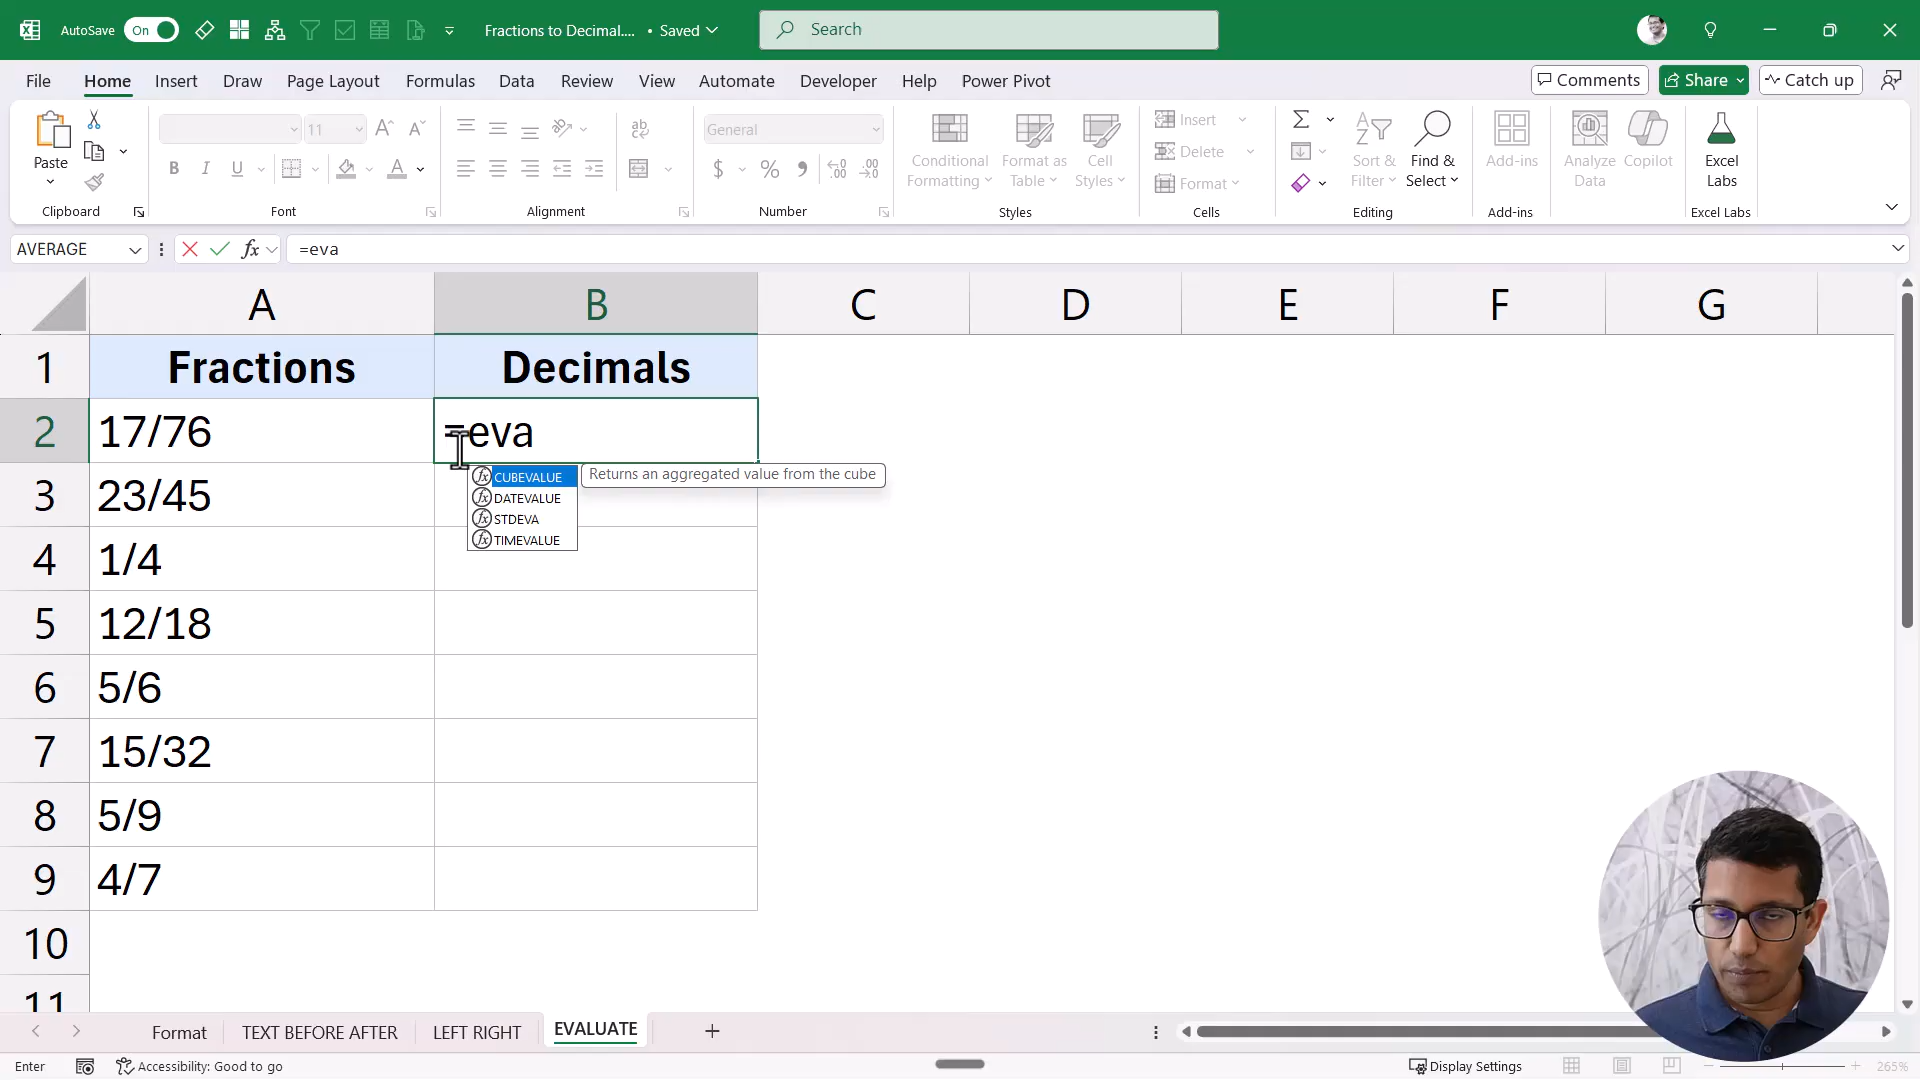 AutoSave On Fractions to Decimal.... • Saved Search
File Home Insert Draw Page Layout Formulas Data Review View Automate Developer Help Power Pivot Comments Share Catch up
Paste
11
General
Conditional Formatting
Format as Table
Cell Styles
Insert
Delete
Format
Sort & Filter
Find & Select
Add-ins
Analyze Data
Copilot
Excel Labs
Clipboard Font Alignment Number Styles Cells Editing Add-ins Excel Labs
AVERAGE fx =eva
A B C D E F G
1 Fractions Decimals
2 17/76 =eva
CUBEVALUE Returns an aggregated value from the cube
DATEVALUE
STDEVA
TIMEVALUE
3 23/45
4 1/4
5 12/18
6 5/6
7 15/32
8 5/9
9 4/7
10
11
Format TEXT BEFORE AFTER LEFT RIGHT EVALUATE
Enter Accessibility: Good to go Display Settings 265%